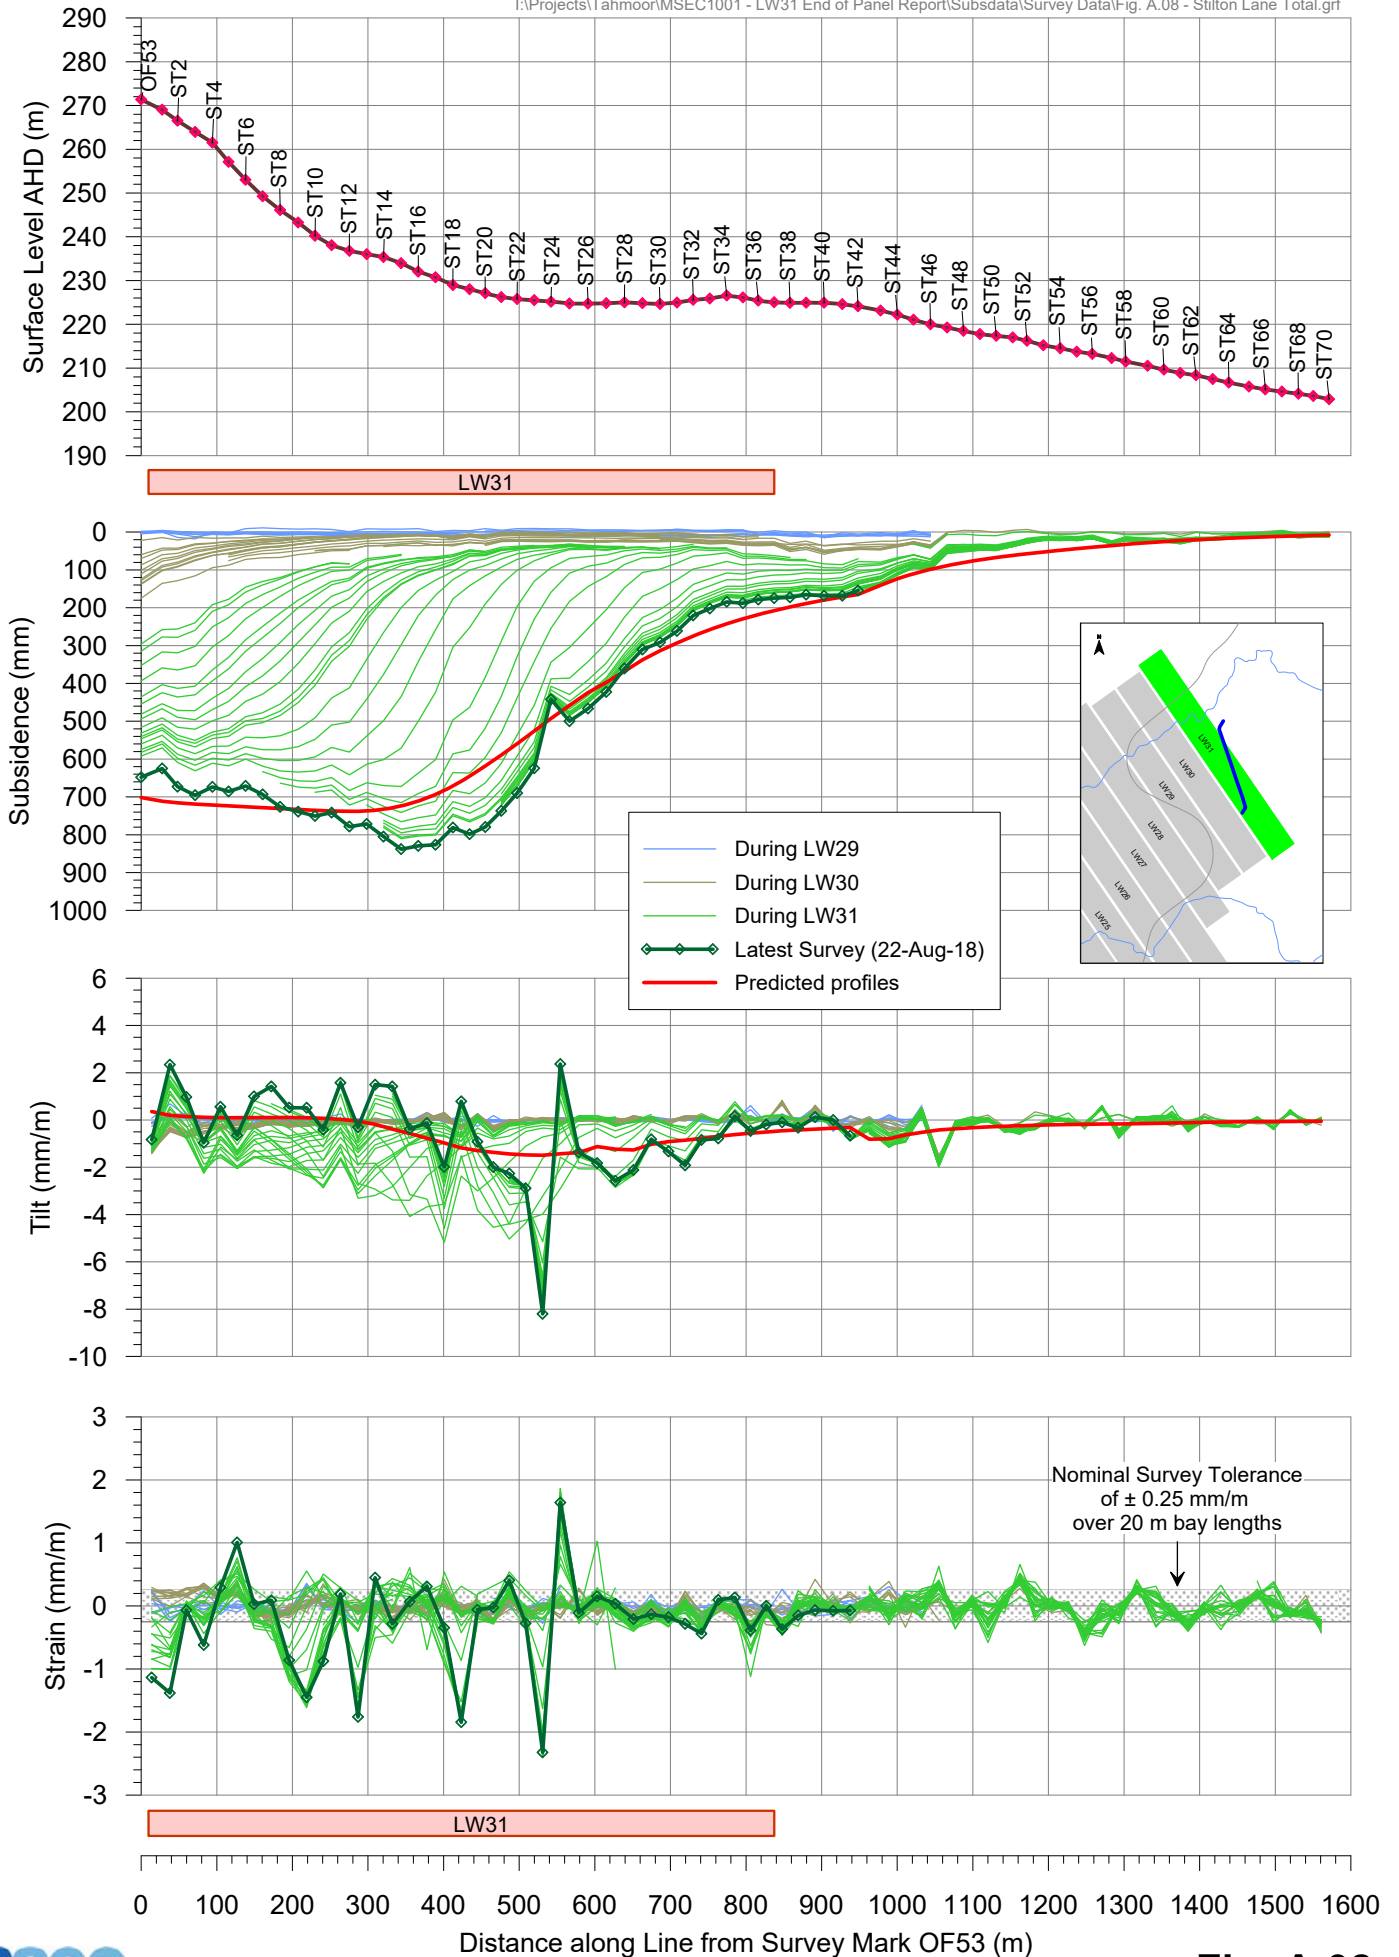 I:\Projects\Tahmoor\MSEC1001 - LW31 End of Panel Report\Subsdata\Survey Data\Fig. A.08 - Stilton Lane Total.grf
290
280
270
260
250
240
230
220
210
200
190
Surface Level AHD (m)
OF53
ST2
ST4
ST6
ST8
ST10
ST12
ST14
ST16
ST18
ST20
ST22
ST24
ST26
ST28
ST30
ST32
ST34
ST36
ST38
ST40
ST42
ST44
ST46
ST48
ST50
ST52
ST54
ST56
ST58
ST60
ST62
ST64
ST66
ST68
ST70
LW31
0
100
200
300
400
500
600
700
800
900
1000
Subsidence (mm)
N
LW31
LW30
LW29
LW28
LW27
LW26
LW25
During LW29
During LW30
During LW31
Latest Survey (22-Aug-18)
Predicted profiles
6
4
2
0
-2
-4
-6
-8
-10
Tilt (mm/m)
3
2
1
0
-1
-2
-3
Strain (mm/m)
Nominal Survey Tolerance
of ± 0.25 mm/m
over 20 m bay lengths
LW31
0 100 200 300 400 500 600 700 800 900 1000 1100 1200 1300 1400 1500 1600
Distance along Line from Survey Mark OF53 (m)